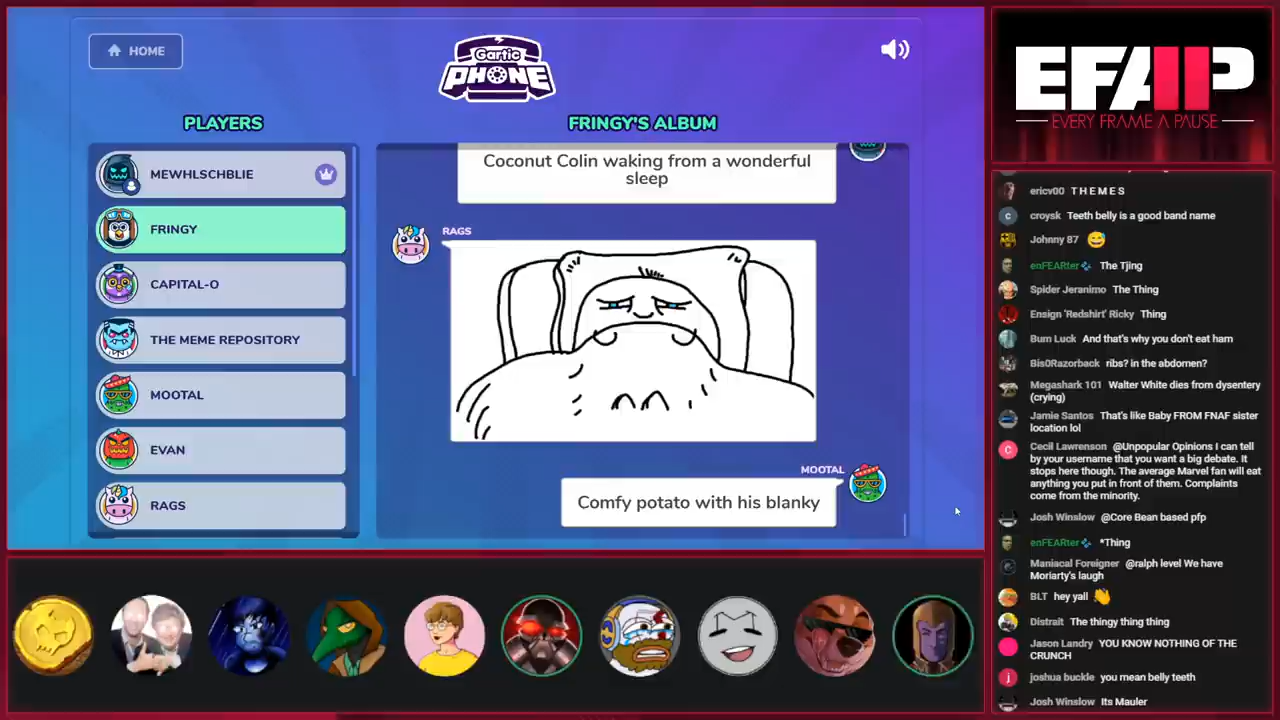 HOME
Gartic
PHONE
PLAYERS
MEWHLSCHBLIE
FRINGY
CAPITAL-O
THE MEME REPOSITORY
MOOTAL
EVAN
RAGS
FRINGY'S ALBUM
Coconut Colin waking from a wonderful
sleep
RAGS
MOOTAL
Comfy potato with his blanky
EFAP
EVERY FRAME A PAUSE
ericv00 T H E M E S
croysk Teeth belly is a good band name
Johnny 87
enFEARter The Tjing
Spider Jeranimo The Thing
Ensign 'Redshirt' Ricky Thing
Bum Luck And that's why you don't eat ham
Bis0Razorback ribs? in the abdomen?
Megashark 101 Walter White dies from dysentery
(crying)
Jamie Santos That's like Baby FROM FNAF sister
location lol
Cecil Lawrenson @Unpopular Opinions I can tell
by your username that you want a big debate. It
stops here though. The average Marvel fan will eat
anything you put in front of them. Complaints
come from the minority.
Josh Winslow @Core Bean based pfp
enFEARter *Thing
Maniacal Foreigner @ralph level We have
Moriarty's laugh
BLT hey yall
Distrait The thingy thing thing
Jason Landry YOU KNOW NOTHING OF THE
CRUNCH
joshua buckle you mean belly teeth
Josh Winslow Its Mauler